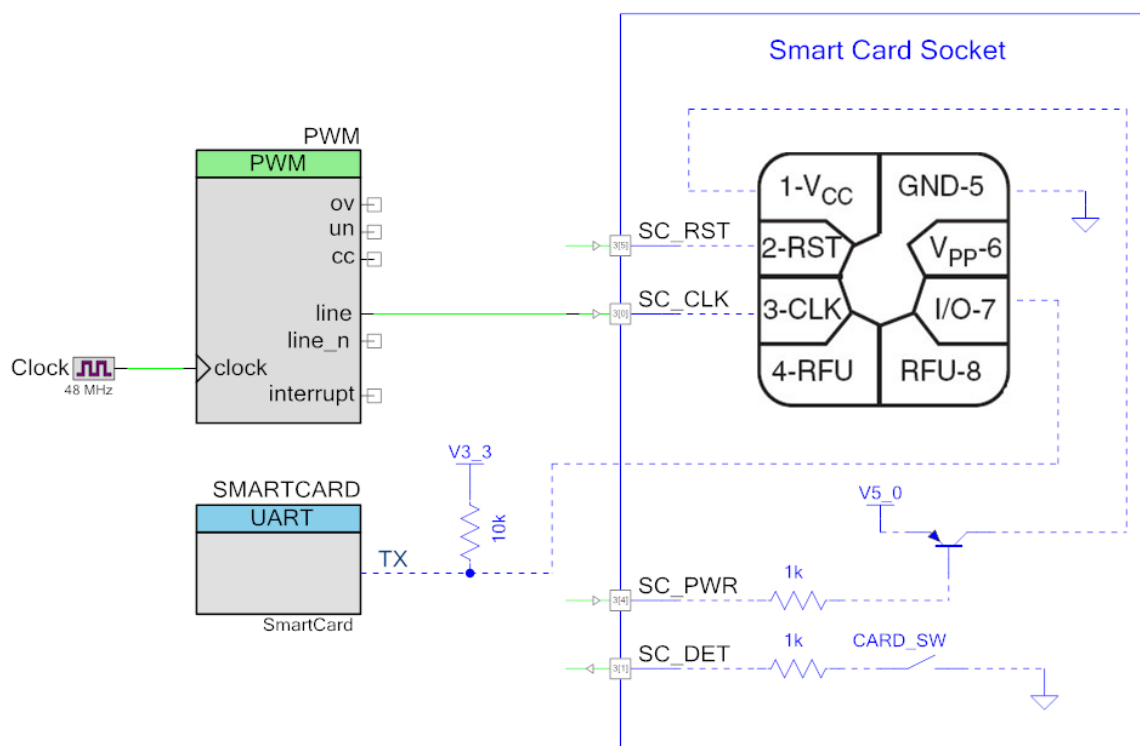 Smart Card Socket
PWM
PWM
ov
un
cc
line
line_n
clock
interrupt
Clock
48 MHz
SC_RST
3[5]
SC_CLK
3[0]
1-VCC
GND-5
2-RST
VPP-6
3-CLK
I/O-7
4-RFU
RFU-8
V3_3
10k
SMARTCARD
UART
TX
SmartCard
V5_0
SC_PWR
3[4]
1k
SC_DET
3[1]
1k
CARD_SW